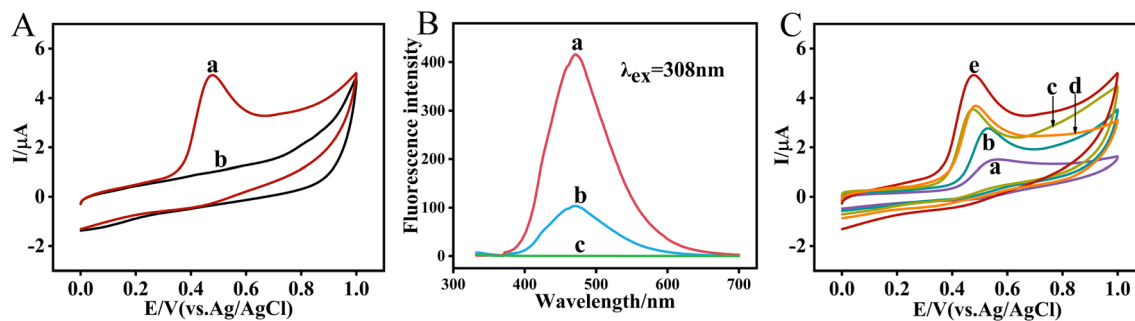 A
6
4
2
0
-2
I/μA
a
b
0.0 0.2 0.4 0.6 0.8 1.0
E/V(vs.Ag/AgCl)
B
400
300
200
100
0
Fluorescence intensity
a
λex=308nm
b
c
300 400 500 600 700
Wavelength/nm
C
6
4
2
0
-2
I/μA
e
c d
b
a
0.0 0.2 0.4 0.6 0.8 1.0
E/V(vs.Ag/AgCl)